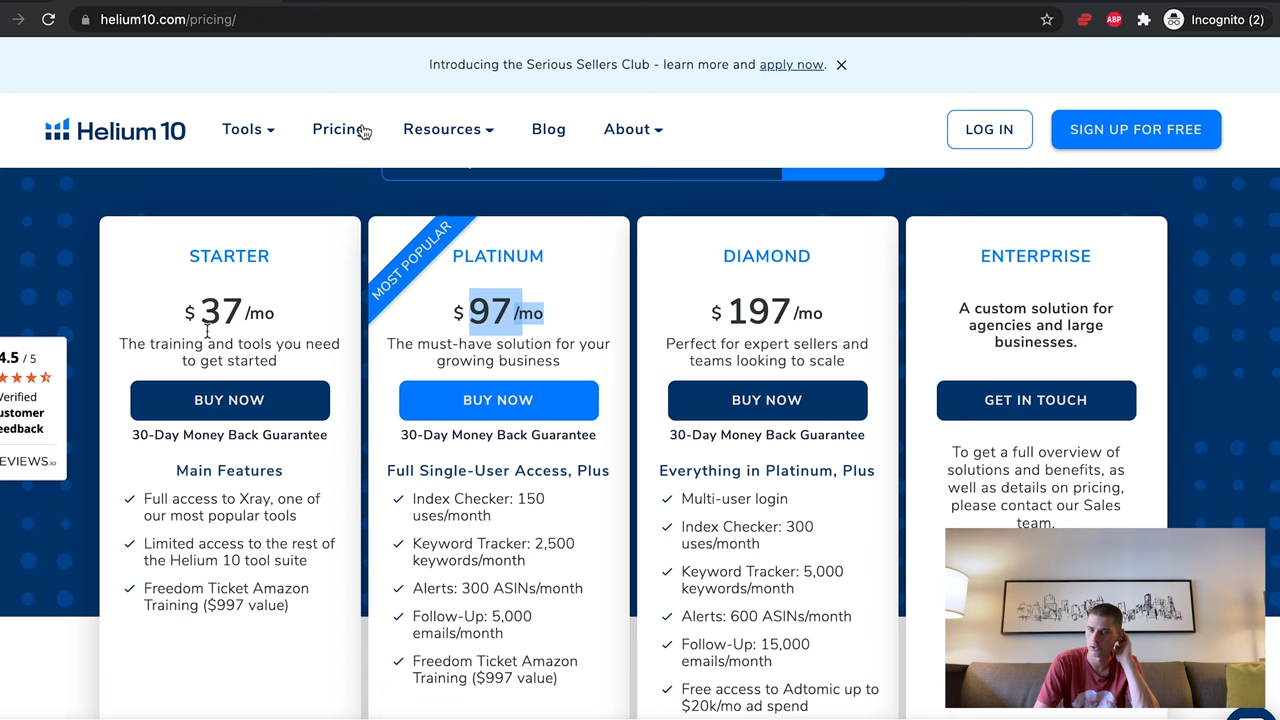 helium10.com/pricing/
ABP
Incognito (2)
Introducing the Serious Sellers Club - learn more and apply now.
Helium 10
Tools
Pricing
Resources
Blog
About
LOG IN
SIGN UP FOR FREE
STARTER
$ 37 /mo
The training and tools you need
to get started
BUY NOW
30-Day Money Back Guarantee
Main Features
Full access to Xray, one of
our most popular tools
Limited access to the rest of
the Helium 10 tool suite
Freedom Ticket Amazon
Training ($997 value)
MOST POPULAR
PLATINUM
$ 97 /mo
The must-have solution for your
growing business
BUY NOW
30-Day Money Back Guarantee
Full Single-User Access, Plus
Index Checker: 150
uses/month
Keyword Tracker: 2,500
keywords/month
Alerts: 300 ASINs/month
Follow-Up: 5,000
emails/month
Freedom Ticket Amazon
Training ($997 value)
DIAMOND
$ 197 /mo
Perfect for expert sellers and
teams looking to scale
BUY NOW
30-Day Money Back Guarantee
Everything in Platinum, Plus
Multi-user login
Index Checker: 300
uses/month
Keyword Tracker: 5,000
keywords/month
Alerts: 600 ASINs/month
Follow-Up: 15,000
emails/month
Free access to Adtomic up to
$20k/mo ad spend
ENTERPRISE
A custom solution for
agencies and large
businesses.
GET IN TOUCH
To get a full overview of
solutions and benefits, as
well as details on pricing,
please contact our Sales
team.
4.5 / 5
Verified
ustomer
eedback
EVIEWS.io